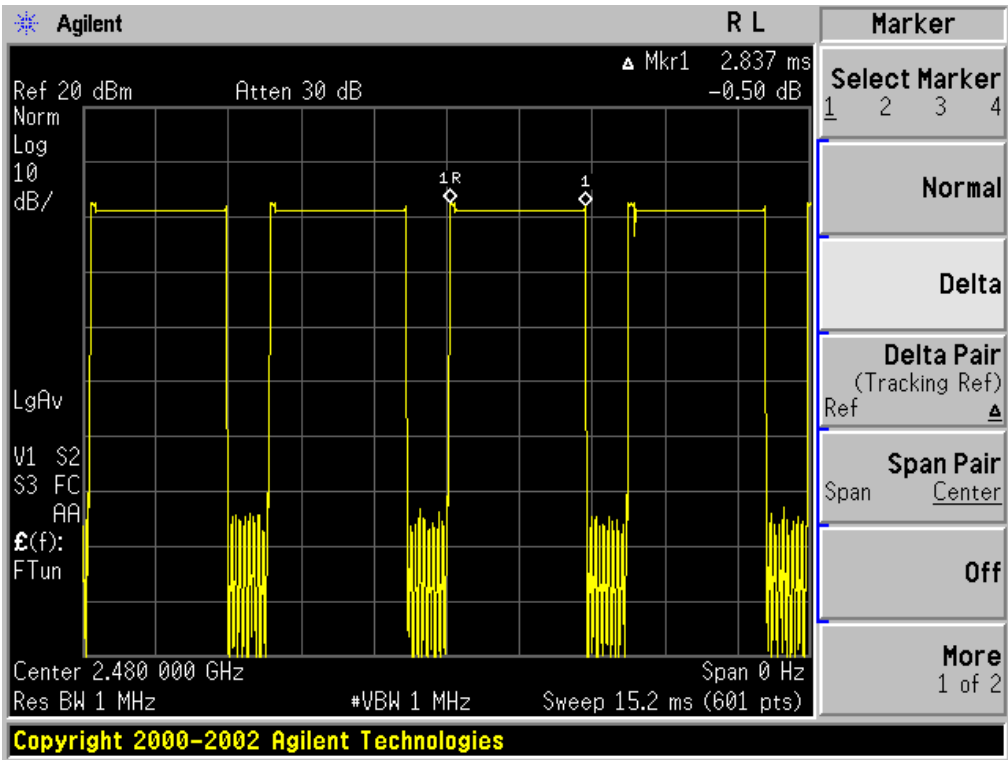 Agilent
R L
Marker
Δ Mkr1 2.837 ms
Ref 20 dBm
Atten 30 dB
-0.50 dB
Norm
Log
10
dB/
1R
1
LgAv
V1 S2
S3 FC
AA
£(f):
FTun
Center 2.480 000 GHz
Span 0 Hz
Res BW 1 MHz
#VBW 1 MHz
Sweep 15.2 ms (601 pts)
Copyright 2000-2002 Agilent Technologies
Select Marker
1 2 3 4
Normal
Delta
Delta Pair
(Tracking Ref)
Ref Δ
Span Pair
Span Center
Off
More
1 of 2